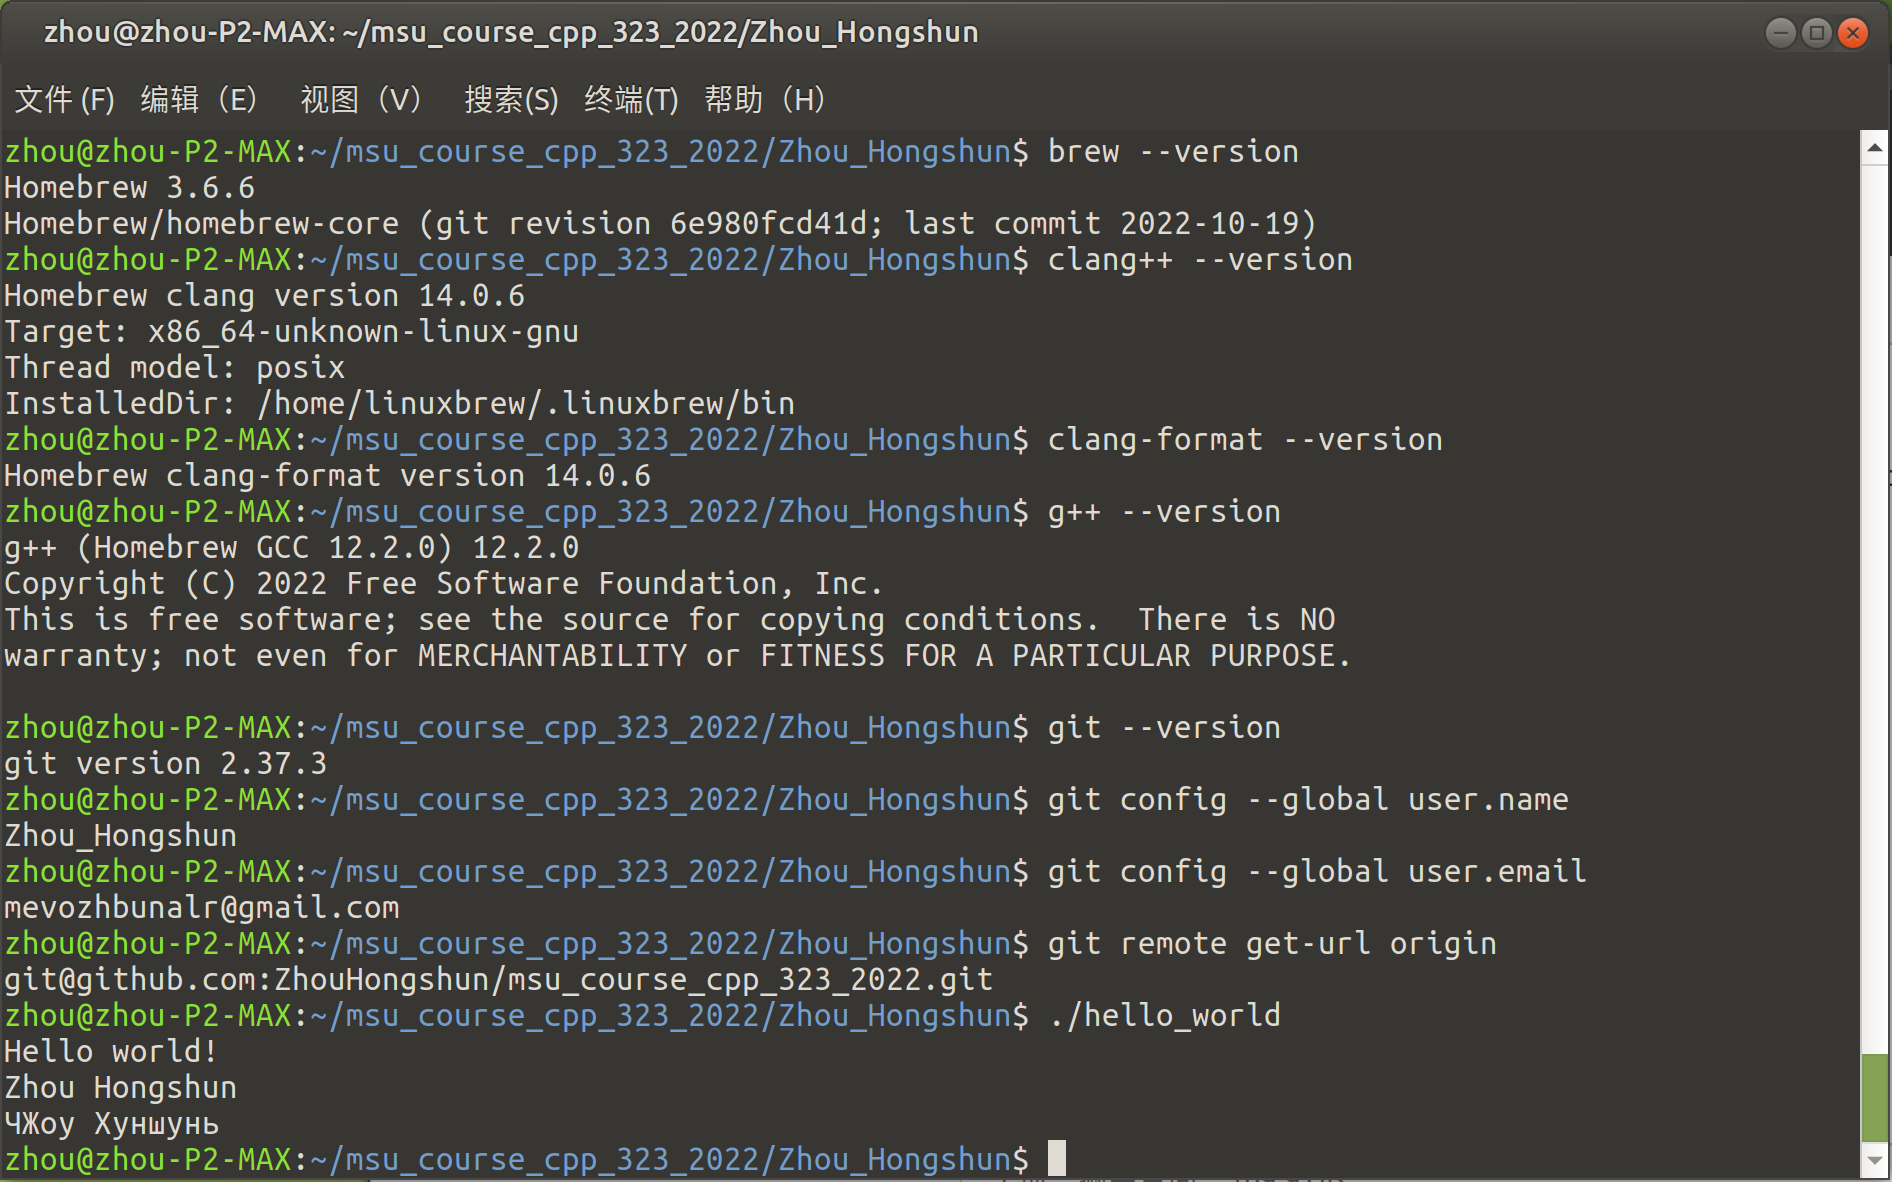 zhou@zhou-P2-MAX: ~/msu_course_cpp_323_2022/Zhou_Hongshun
文件 (F) 编辑（E） 视图（V） 搜索(S) 终端(T) 帮助（H）
zhou@zhou-P2-MAX:~/msu_course_cpp_323_2022/Zhou_Hongshun$ brew --version
Homebrew 3.6.6
Homebrew/homebrew-core (git revision 6e980fcd41d; last commit 2022-10-19)
zhou@zhou-P2-MAX:~/msu_course_cpp_323_2022/Zhou_Hongshun$ clang++ --version
Homebrew clang version 14.0.6
Target: x86_64-unknown-linux-gnu
Thread model: posix
InstalledDir: /home/linuxbrew/.linuxbrew/bin
zhou@zhou-P2-MAX:~/msu_course_cpp_323_2022/Zhou_Hongshun$ clang-format --version
Homebrew clang-format version 14.0.6
zhou@zhou-P2-MAX:~/msu_course_cpp_323_2022/Zhou_Hongshun$ g++ --version
g++ (Homebrew GCC 12.2.0) 12.2.0
Copyright (C) 2022 Free Software Foundation, Inc.
This is free software; see the source for copying conditions.  There is NO
warranty; not even for MERCHANTABILITY or FITNESS FOR A PARTICULAR PURPOSE.
zhou@zhou-P2-MAX:~/msu_course_cpp_323_2022/Zhou_Hongshun$ git --version
git version 2.37.3
zhou@zhou-P2-MAX:~/msu_course_cpp_323_2022/Zhou_Hongshun$ git config --global user.name
Zhou_Hongshun
zhou@zhou-P2-MAX:~/msu_course_cpp_323_2022/Zhou_Hongshun$ git config --global user.email
mevozhbunalr@gmail.com
zhou@zhou-P2-MAX:~/msu_course_cpp_323_2022/Zhou_Hongshun$ git remote get-url origin
git@github.com:ZhouHongshun/msu_course_cpp_323_2022.git
zhou@zhou-P2-MAX:~/msu_course_cpp_323_2022/Zhou_Hongshun$ ./hello_world
Hello world!
Zhou Hongshun
ЧЖоу Хуншунь
zhou@zhou-P2-MAX:~/msu_course_cpp_323_2022/Zhou_Hongshun$